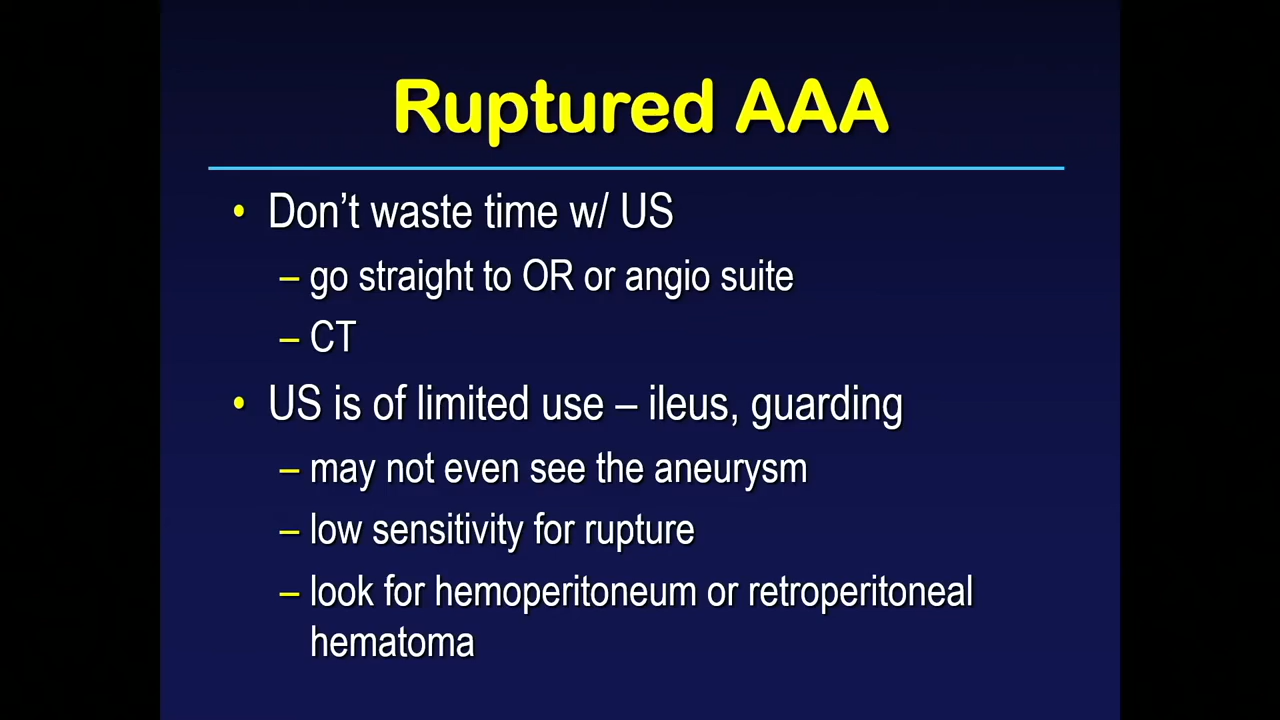 Ruptured AAA
• Don’t waste time w/ US
– go straight to OR or angio suite
– CT
• US is of limited use – ileus, guarding
– may not even see the aneurysm
– low sensitivity for rupture
– look for hemoperitoneum or retroperitoneal
hematoma